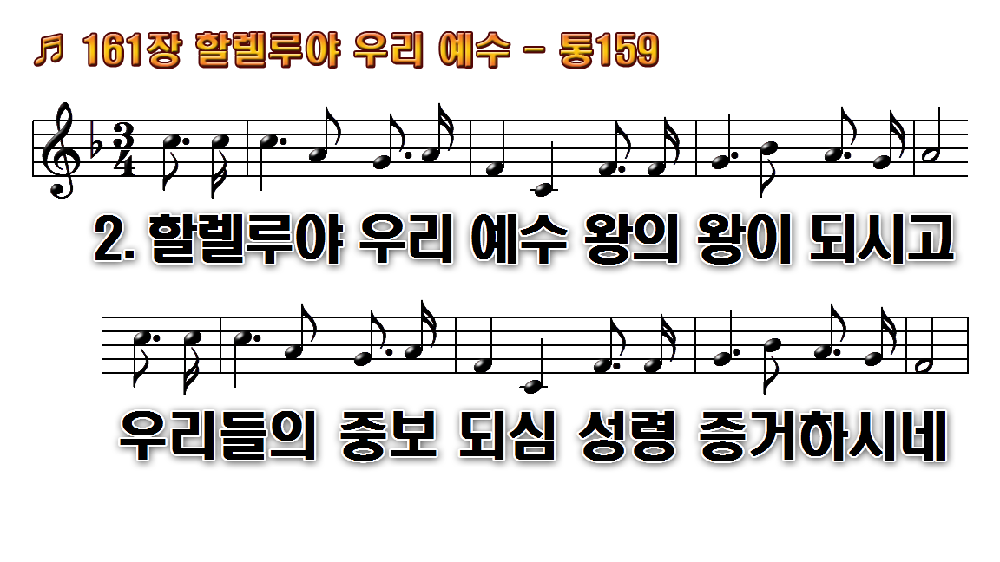 ♬ 161장 할렐루야 우리 예수 - 통159
3
4
2. 할렐루야 우리 예수 왕의 왕이 되시고
우리들의 중보 되심 성령 증거하시네